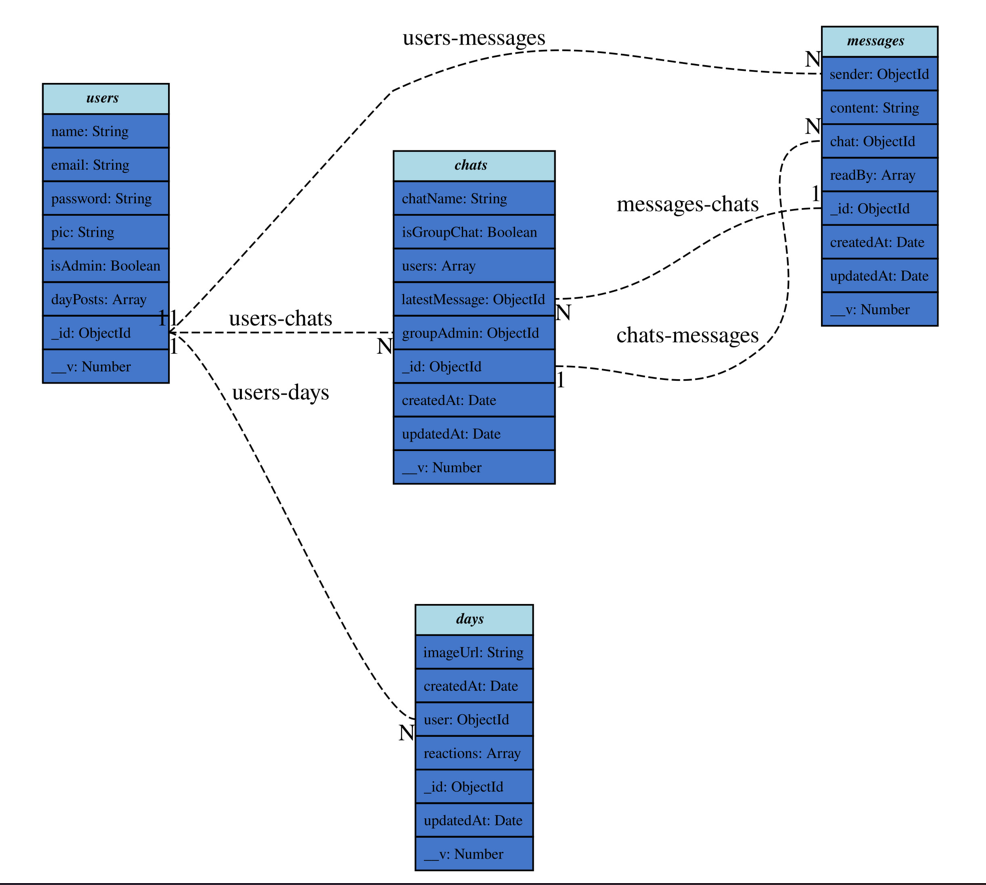 users-messages
messages
N
sender: ObjectId
content: String
N
chat: ObjectId
readBy: Array
1
_id: ObjectId
createdAt: Date
updatedAt: Date
__v: Number
users
name: String
email: String
password: String
pic: String
isAdmin: Boolean
dayPosts: Array
11
_id: ObjectId
1
__v: Number
chats
chatName: String
isGroupChat: Boolean
users: Array
latestMessage: ObjectId
N
groupAdmin: ObjectId
N
_id: ObjectId
1
createdAt: Date
updatedAt: Date
__v: Number
messages-chats
users-chats
chats-messages
users-days
days
imageUrl: String
createdAt: Date
user: ObjectId
N
reactions: Array
_id: ObjectId
updatedAt: Date
__v: Number